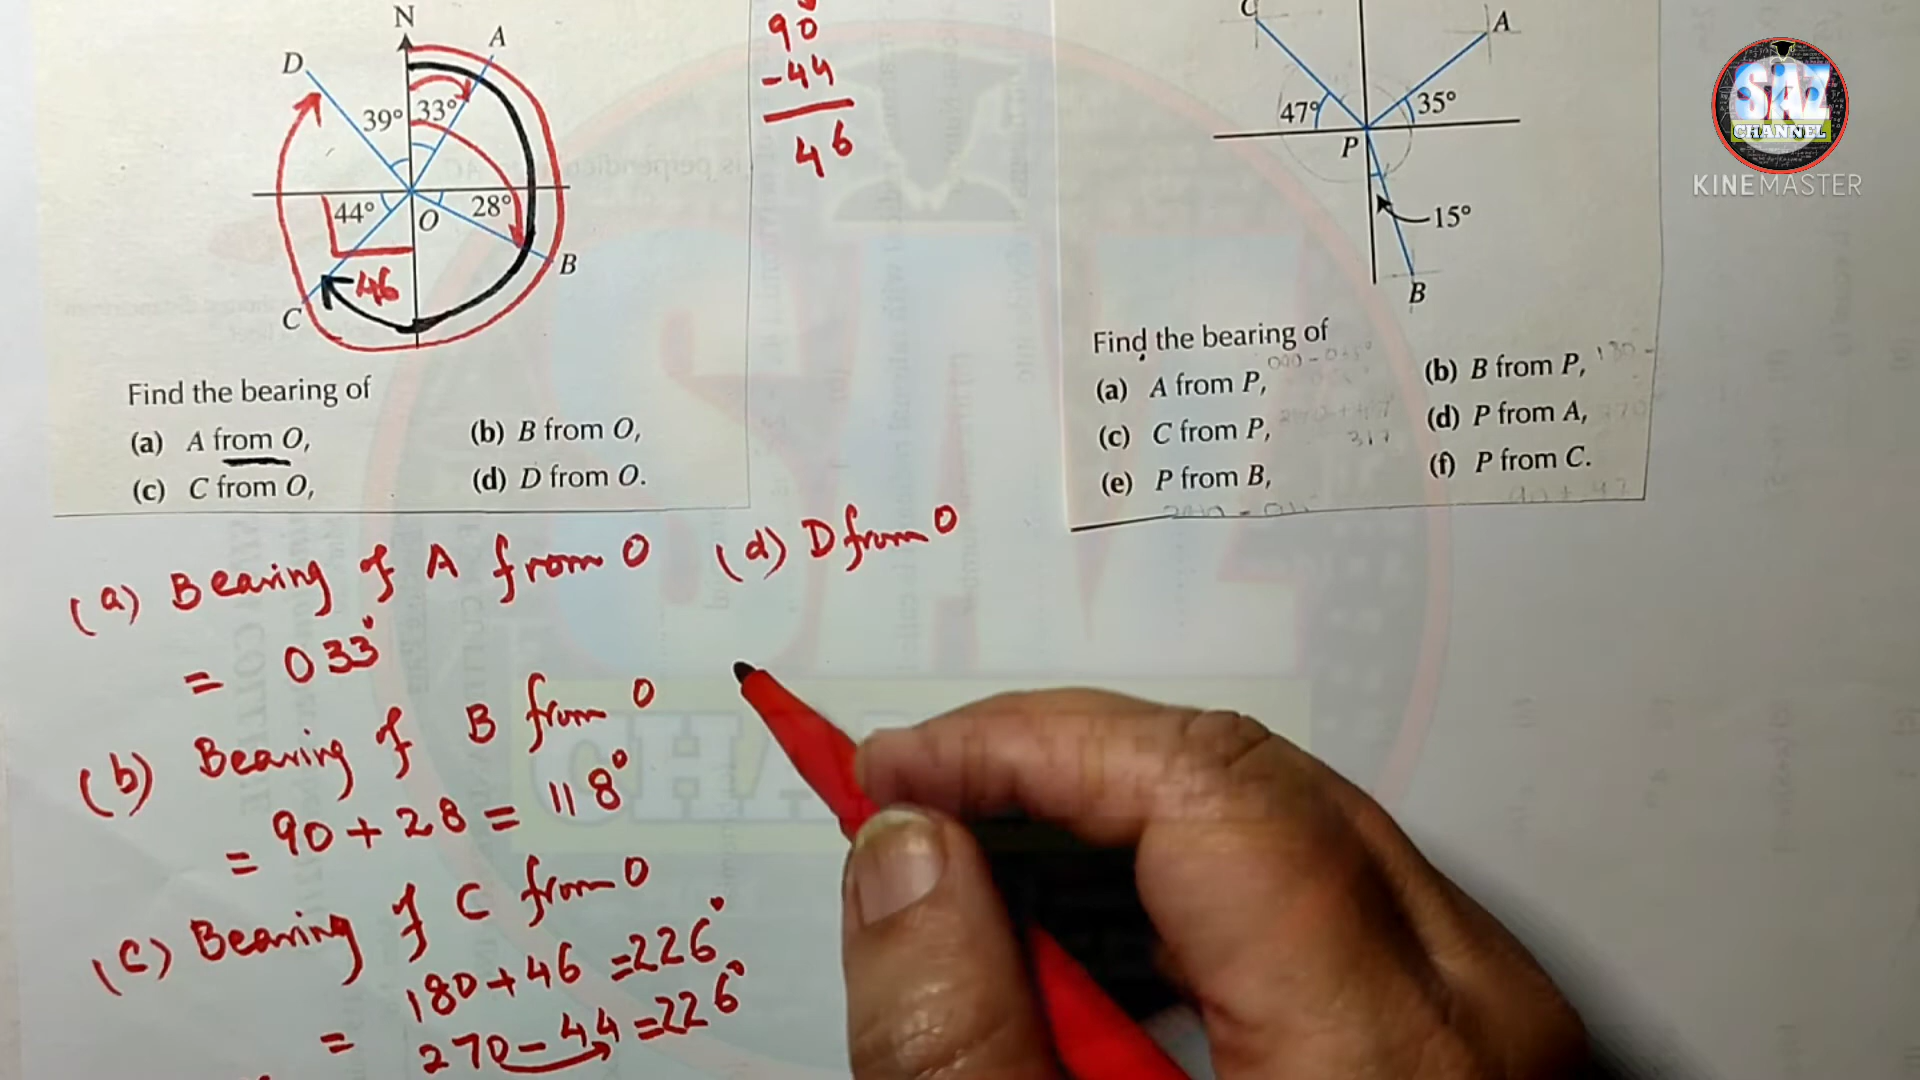 N
A
D
39°
33°
44°
O
28°
46
B
C
90
-44
46
Find the bearing of
(a) A from O,
(b) B from O,
(c) C from O,
(d) D from O.
C
A
47°
35°
P
15°
B
Find the bearing of
(a) A from P,
(b) B from P,
(c) C from P,
(d) P from A,
(e) P from B,
(f) P from C.
SAZ
CHANNEL
KINEMASTER
(a) Bearing of A from O
= 033°
(b) Bearing of B from O
= 90 + 28 = 118°
(c) Bearing of C from O
= 180 + 46 = 226°
270 - 44 = 226°
(d) D from O